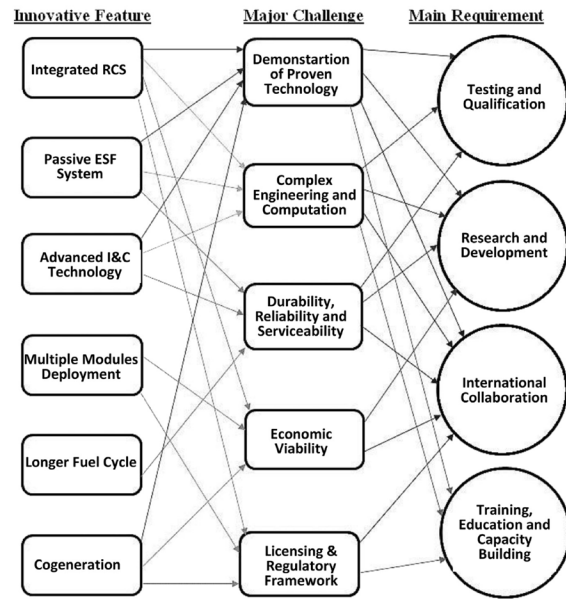 Innovative Feature
Major Challenge
Main Requirement
Integrated RCS
Passive ESF
System
Advanced I&C
Technology
Multiple Modules
Deployment
Longer Fuel Cycle
Cogeneration
Demonstartion
of Proven
Technology
Complex
Engineering and
Computation
Durability,
Reliability and
Serviceability
Economic
Viability
Licensing &
Regulatory
Framework
Testing and
Qualification
Research and
Development
International
Collaboration
Training,
Education and
Capacity
Building